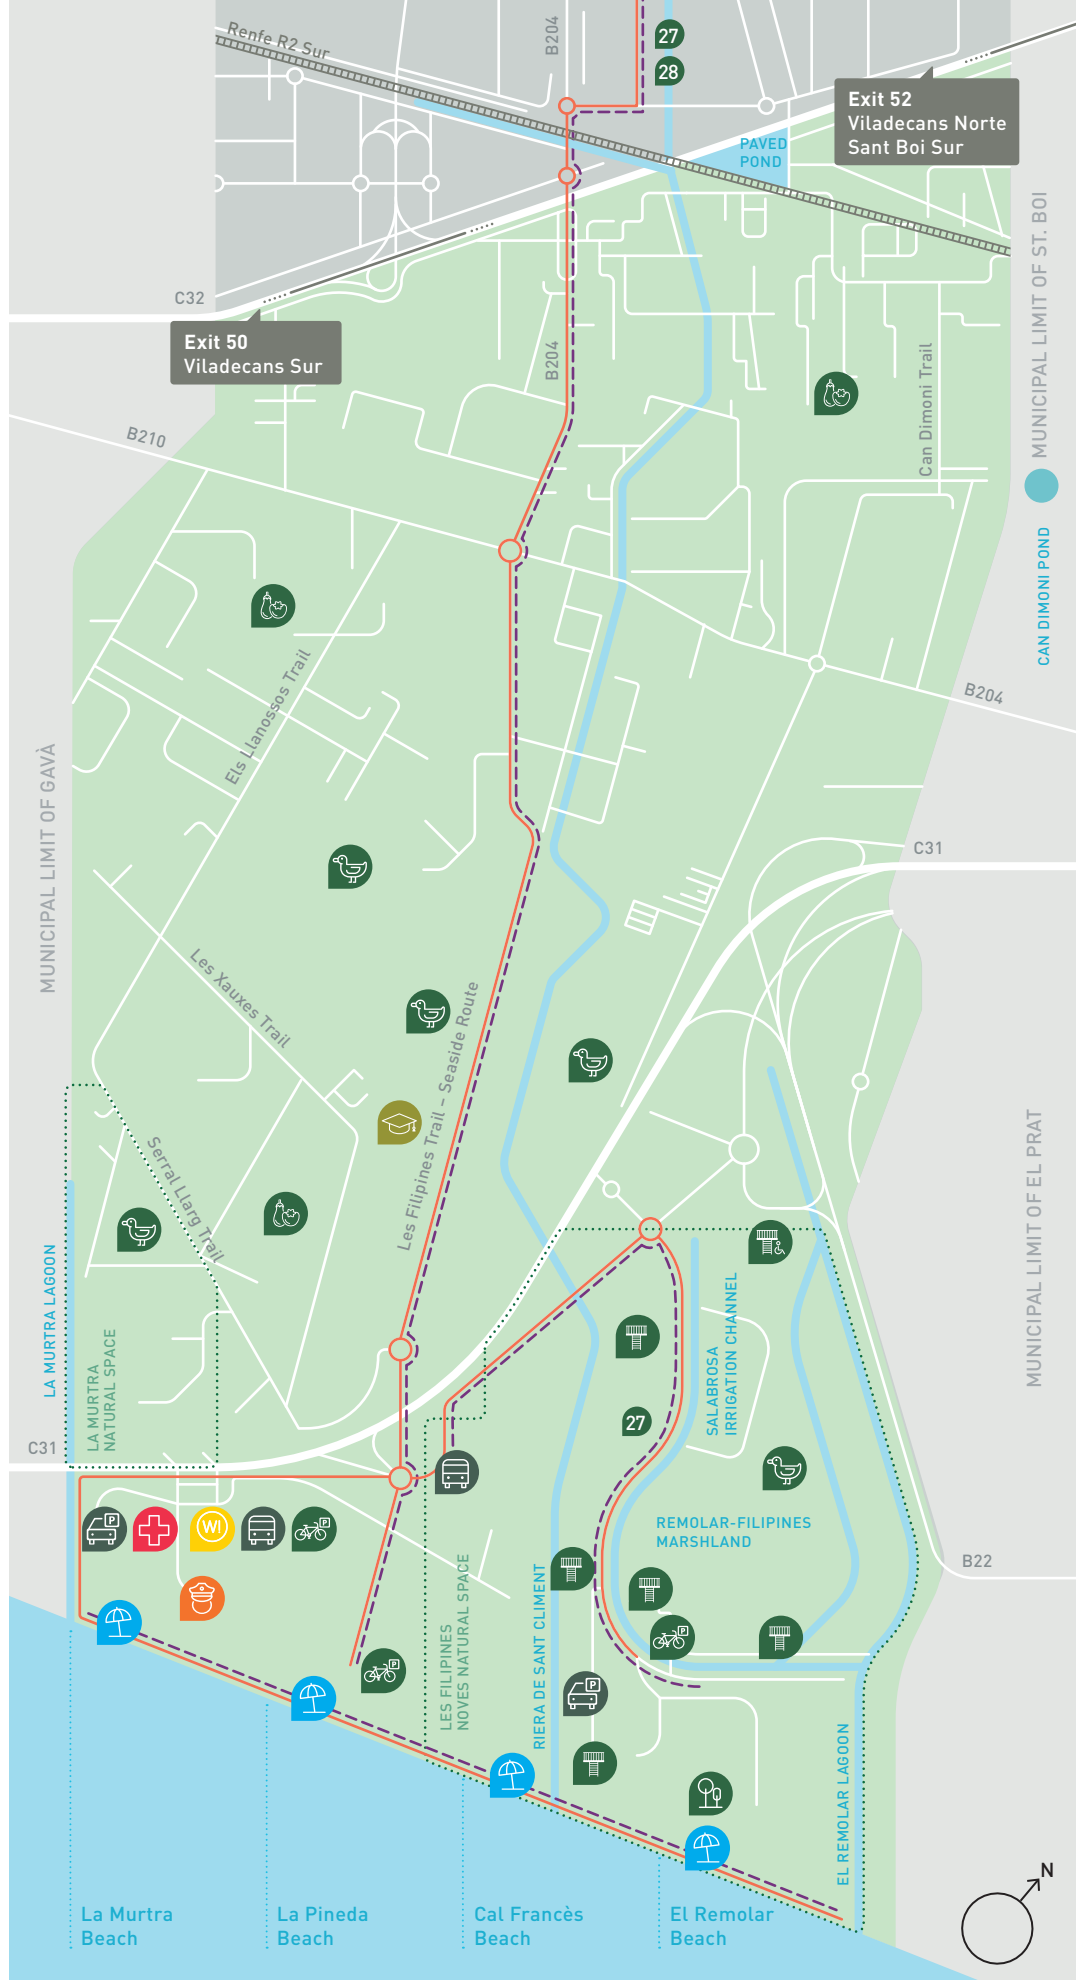 Renfe R2 Sur
B204
27
28
Exit 52
Viladecans Norte
Sant Boi Sur
PAVED
POND
C32
Exit 50
Viladecans Sur
B204
MUNICIPAL LIMIT OF ST. BOI
Can Dimoni Trail
B210
CAN DIMONI POND
Els Llanossos Trail
B204
MUNICIPAL LIMIT OF GAVÀ
C31
Les Xauxes Trail
Les Filipines Trail – Seaside Route
Serral Llarg Trail
MUNICIPAL LIMIT OF EL PRAT
LA MURTRA LAGOON
LA MURTRA
NATURAL SPACE
SALABROSA
IRRIGATION CHANNEL
27
C31
P
WI
P
REMOLAR-FILIPINES
MARSHLAND
B22
LES FILIPINES
NOVES NATURAL SPACE
RIERA DE SANT CLIMENT
P
P
P
EL REMOLAR LAGOON
N
La Murtra
Beach
La Pineda
Beach
Cal Francès
Beach
El Remolar
Beach